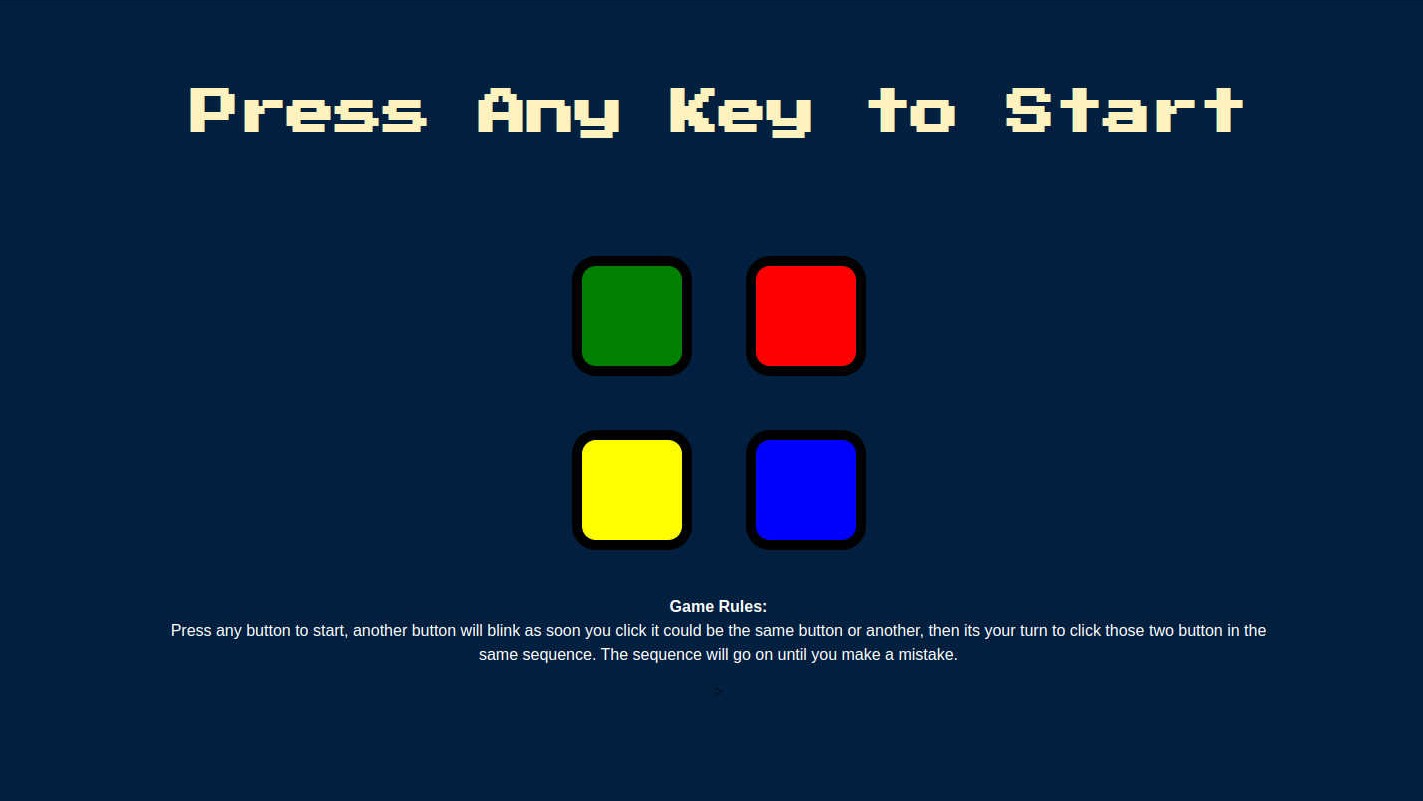 Press Any Key to Start
Game Rules:
Press any button to start, another button will blink as soon you click it could be the same button or another, then its your turn to click those two button in the
same sequence. The sequence will go on until you make a mistake.
>